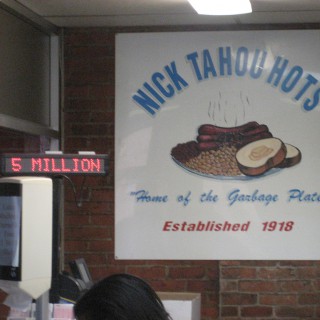 NICK TAHOU HOTS
5 MILLION
"Home of the Garbage Plate
Established 1918